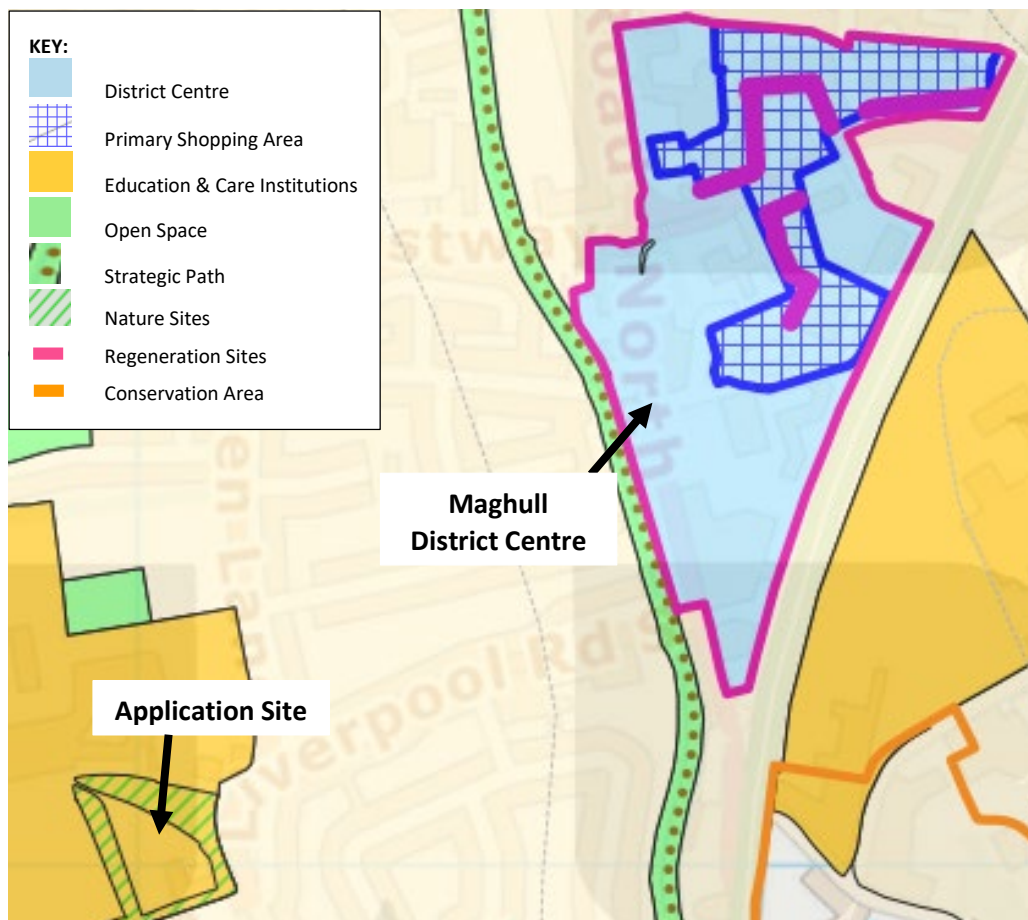 KEY:
District Centre
Primary Shopping Area
Education & Care Institutions
Open Space
Strategic Path
Nature Sites
Regeneration Sites
Conservation Area
Road
North
Maghull
District Centre
Liverpool Rd S
Application Site